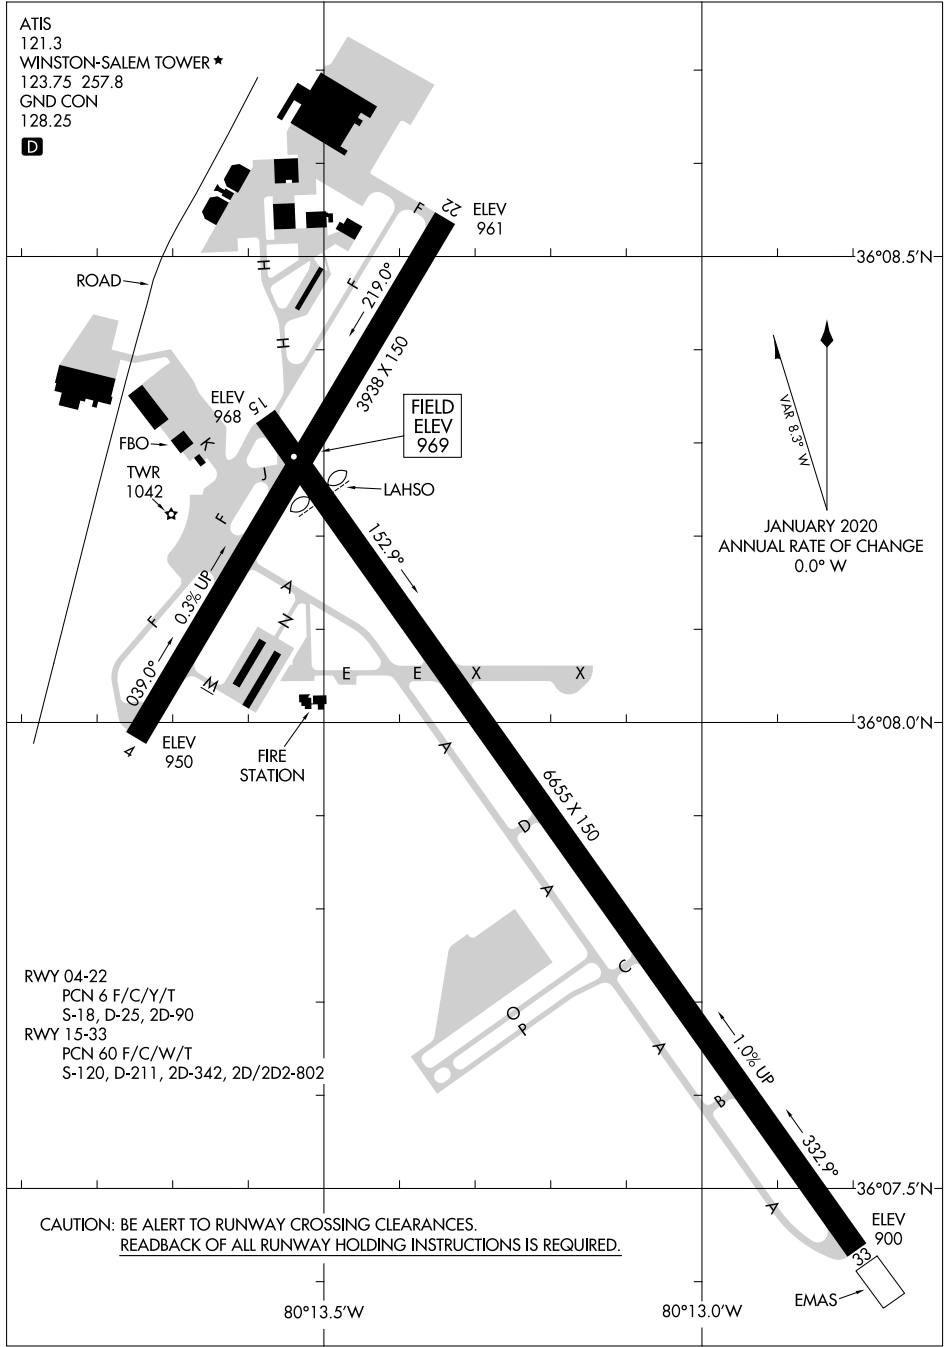 ATIS
121.3
WINSTON-SALEM TOWER★
123.75 257.8
GND CON
128.25
D
F
22
ELEV
961
36°08.5'N
ROAD
H
F
219.0°
H
3938 X 150
VAR 8.3° W
ELEV
968
15
FIELD
ELEV
969
FBO
K
TWR
1042
J
LAHSO
F
152.9°
JANUARY 2020
ANNUAL RATE OF CHANGE
0.0° W
0.3% UP
A
F
N
039.0°
M
E
E
X
X
4
ELEV
950
FIRE
STATION
A
36°08.0'N
6655 X 150
D
A
C
RWY 04-22
PCN 6 F/C/Y/T
S-18, D-25, 2D-90
RWY 15-33
PCN 60 F/C/W/T
S-120, D-211, 2D-342, 2D/2D2-802
O
P
A
1.0% UP
B
332.9°
36°07.5'N
A
CAUTION: BE ALERT TO RUNWAY CROSSING CLEARANCES.
READBACK OF ALL RUNWAY HOLDING INSTRUCTIONS IS REQUIRED.
ELEV
900
33
EMAS
80°13.5'W
80°13.0'W